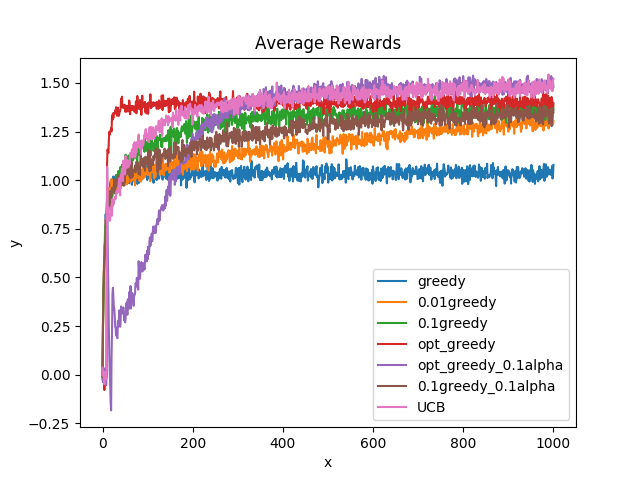 Average Rewards
y
1.50
1.25
1.00
0.75
0.50
0.25
0.00
−0.25
0 200 400 600 800 1000
x
greedy
0.01greedy
0.1greedy
opt_greedy
opt_greedy_0.1alpha
0.1greedy_0.1alpha
UCB